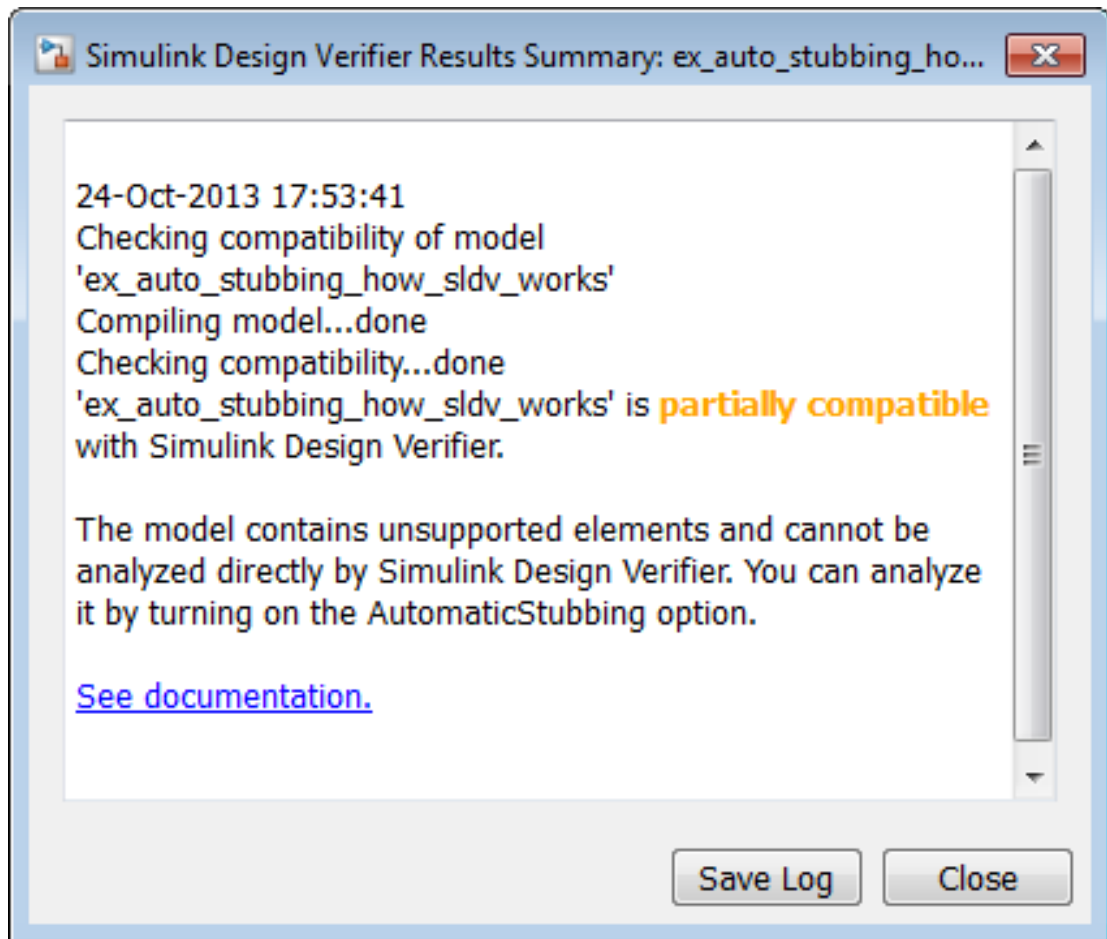 Simulink Design Verifier Results Summary: ex_auto_stubbing_ho...
24-Oct-2013 17:53:41
Checking compatibility of model
'ex_auto_stubbing_how_sldv_works'
Compiling model...done
Checking compatibility...done
'ex_auto_stubbing_how_sldv_works' is partially compatible
with Simulink Design Verifier.
The model contains unsupported elements and cannot be
analyzed directly by Simulink Design Verifier. You can analyze
it by turning on the AutomaticStubbing option.
See documentation.
Save Log
Close